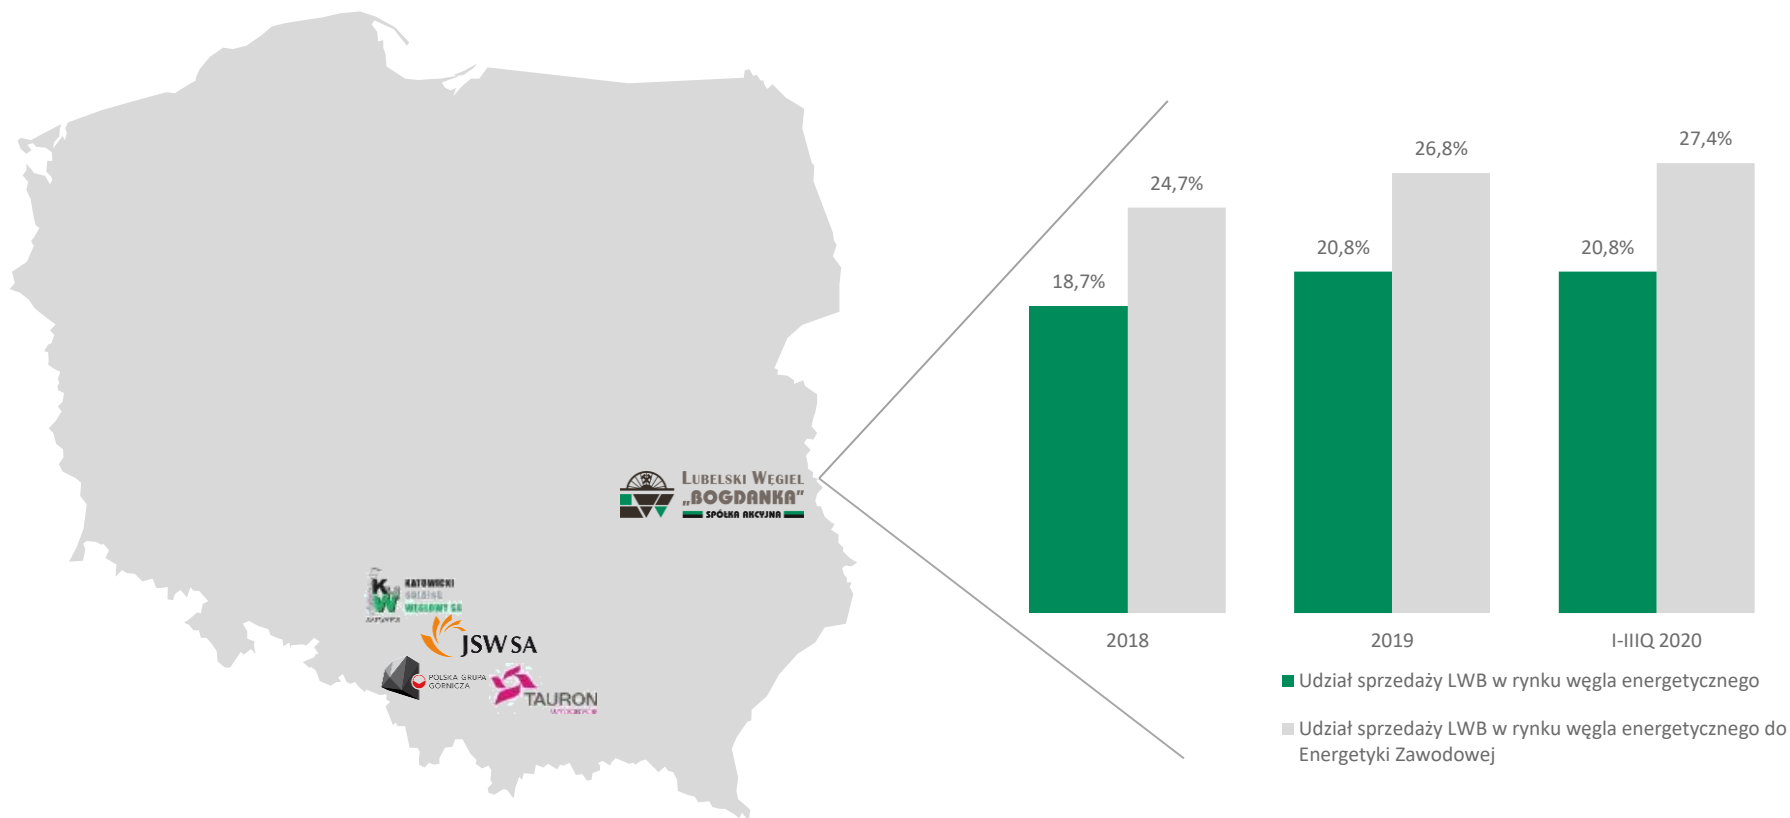 LUBELSKI WĘGIEL
„BOGDANKA"
SPÓŁKA AKCYJNA
KATOWICKI
WĘGLOWY SA
JSW SA
POLSKA GRUPA
GÓRNICZA
TAURON
WYDOBYCIE
18,7%
24,7%
20,8%
26,8%
20,8%
27,4%
2018
2019
I-IIIQ 2020
Udział sprzedaży LWB w rynku węgla energetycznego
Udział sprzedaży LWB w rynku węgla energetycznego do
Energetyki Zawodowej